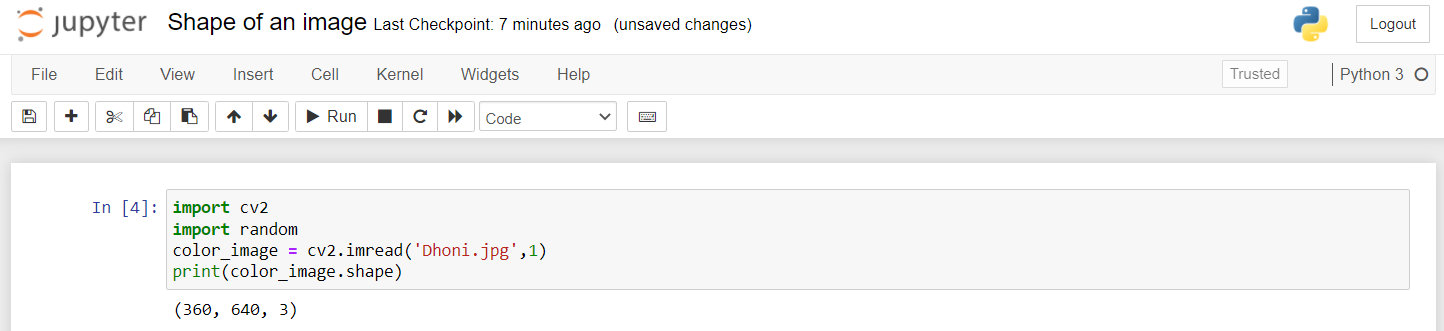 jupyter Shape of an image Last Checkpoint: 7 minutes ago (unsaved changes) Logout
File Edit View Insert Cell Kernel Widgets Help Trusted Python 3
Run Code
In [4]: import cv2
import random
color_image = cv2.imread('Dhoni.jpg',1)
print(color_image.shape)
(360, 640, 3)